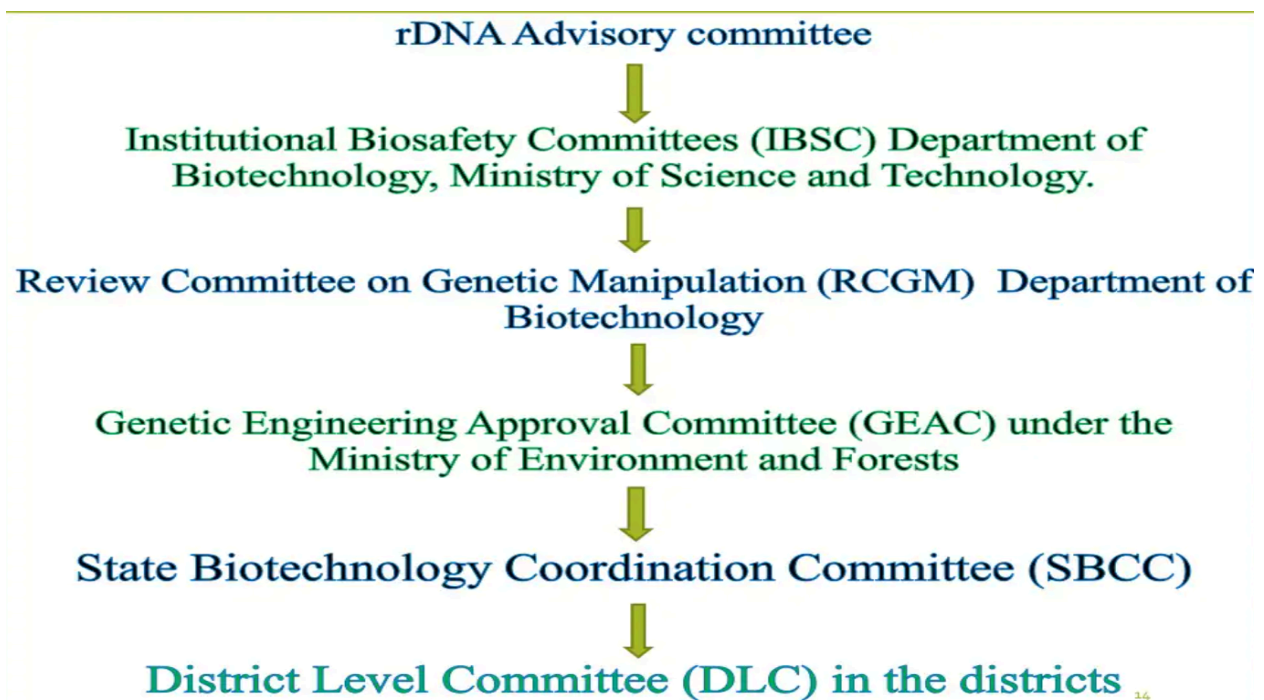 rDNA Advisory committee
Institutional Biosafety Committees (IBSC) Department of
Biotechnology, Ministry of Science and Technology.
Review Committee on Genetic Manipulation (RCGM) Department of
Biotechnology
Genetic Engineering Approval Committee (GEAC) under the
Ministry of Environment and Forests
State Biotechnology Coordination Committee (SBCC)
District Level Committee (DLC) in the districts
14